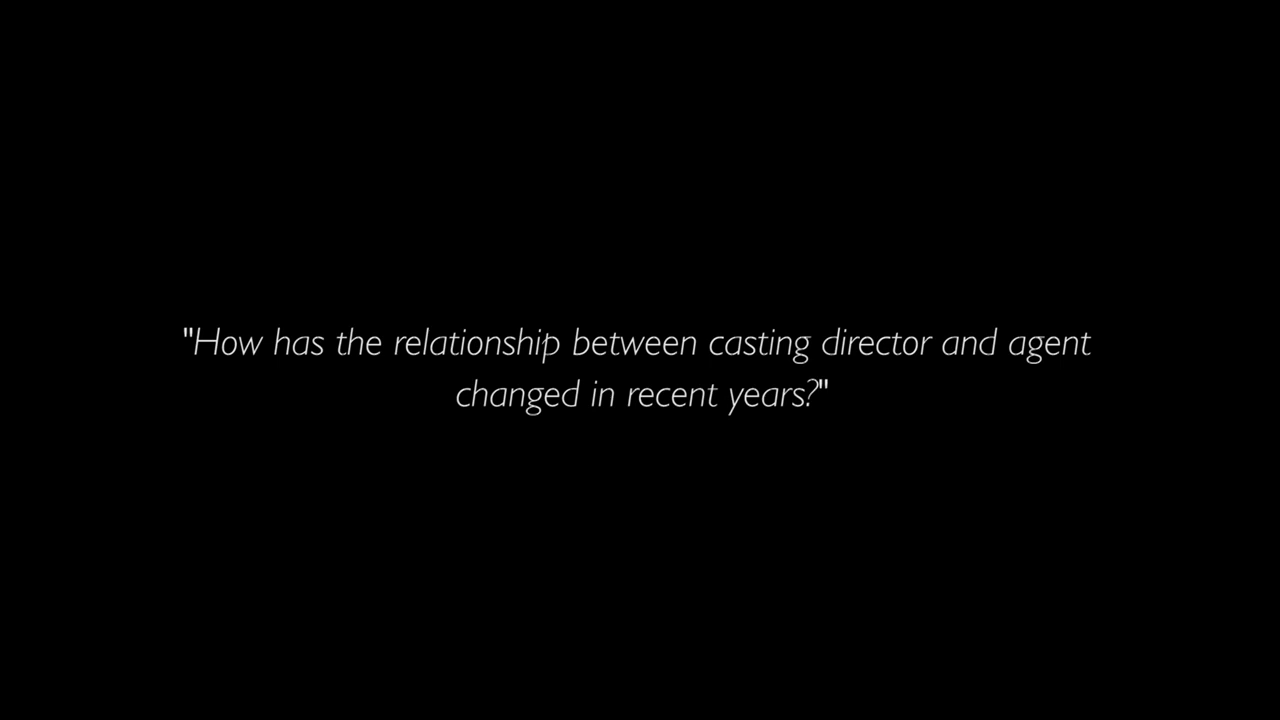 "How has the relationship between casting director and agent
changed in recent years?"